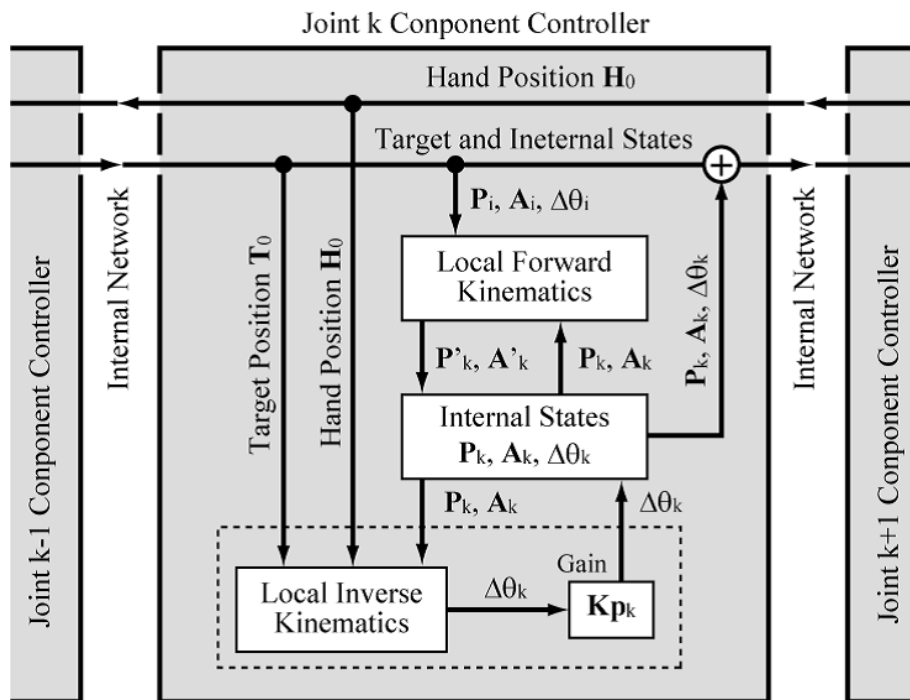 Joint k Conponent Controller
Hand Position H0
Target and Ineternal States
Pi, Ai, Δθi
Local Forward
Kinematics
P'k, A'k
Pk, Ak
Internal States
Pk, Ak, Δθk
Pk, Ak
Δθk
Gain
Kpk
Local Inverse
Kinematics
Δθk
Target Position T0
Hand Position H0
Pk, Ak, Δθk
Internal Network
Internal Network
Joint k-1 Conponent Controller
Joint k+1 Conponent Controller